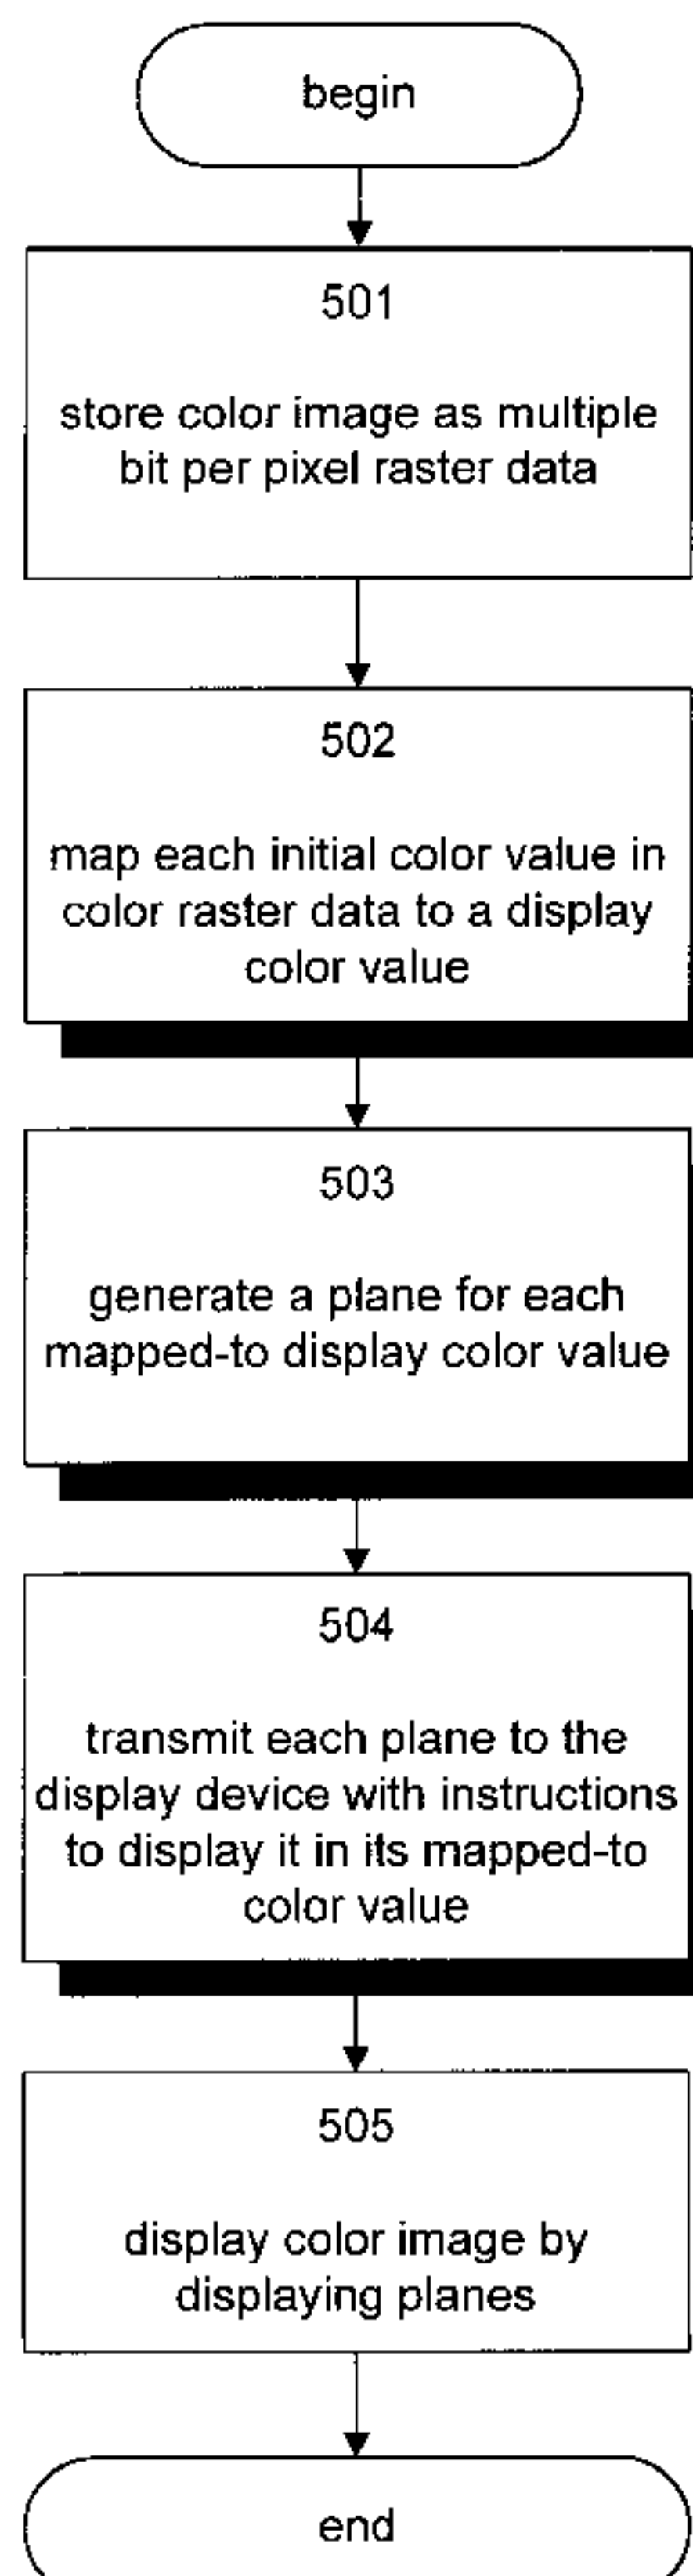 begin
501
store color image as multiple
bit per pixel raster data
502
map each initial color value in
color raster data to a display
color value
503
generate a plane for each
mapped-to display color value
504
transmit each plane to the
display device with instructions
to display it in its mapped-to
color value
505
display color image by
displaying planes
end